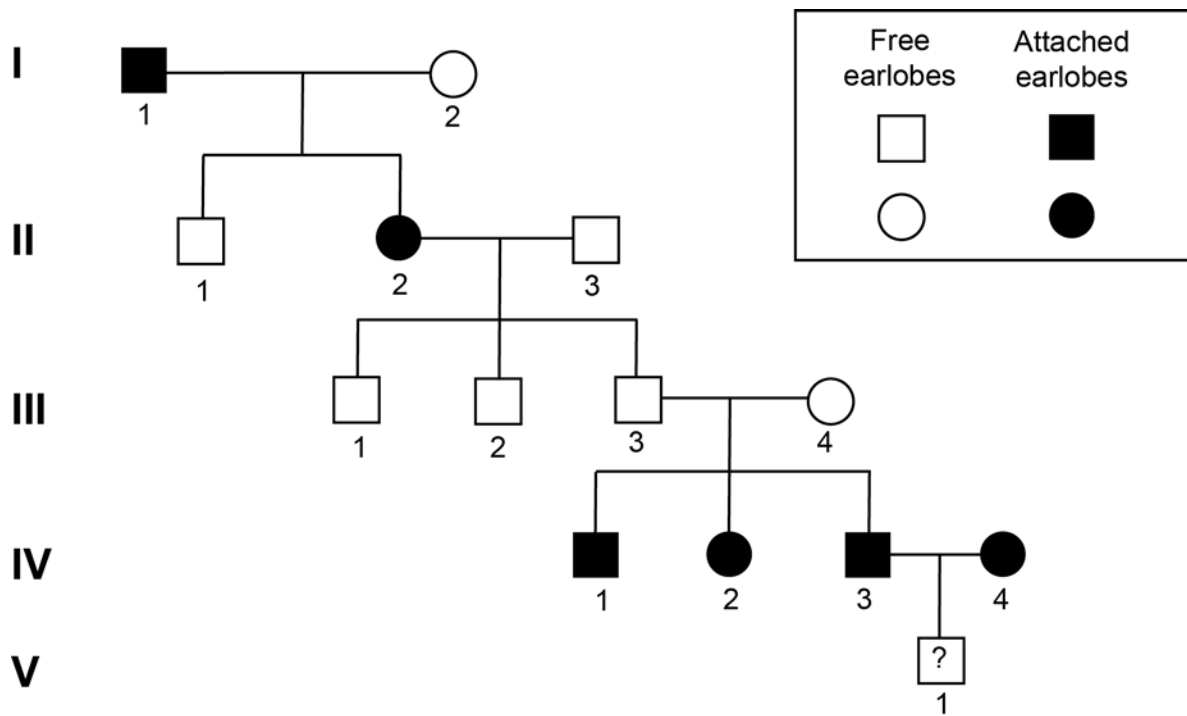 Free Attached
earlobes earlobes
I
1 2
II
1 2 3
III
1 2 3 4
IV
1 2 3 4
V
?
1